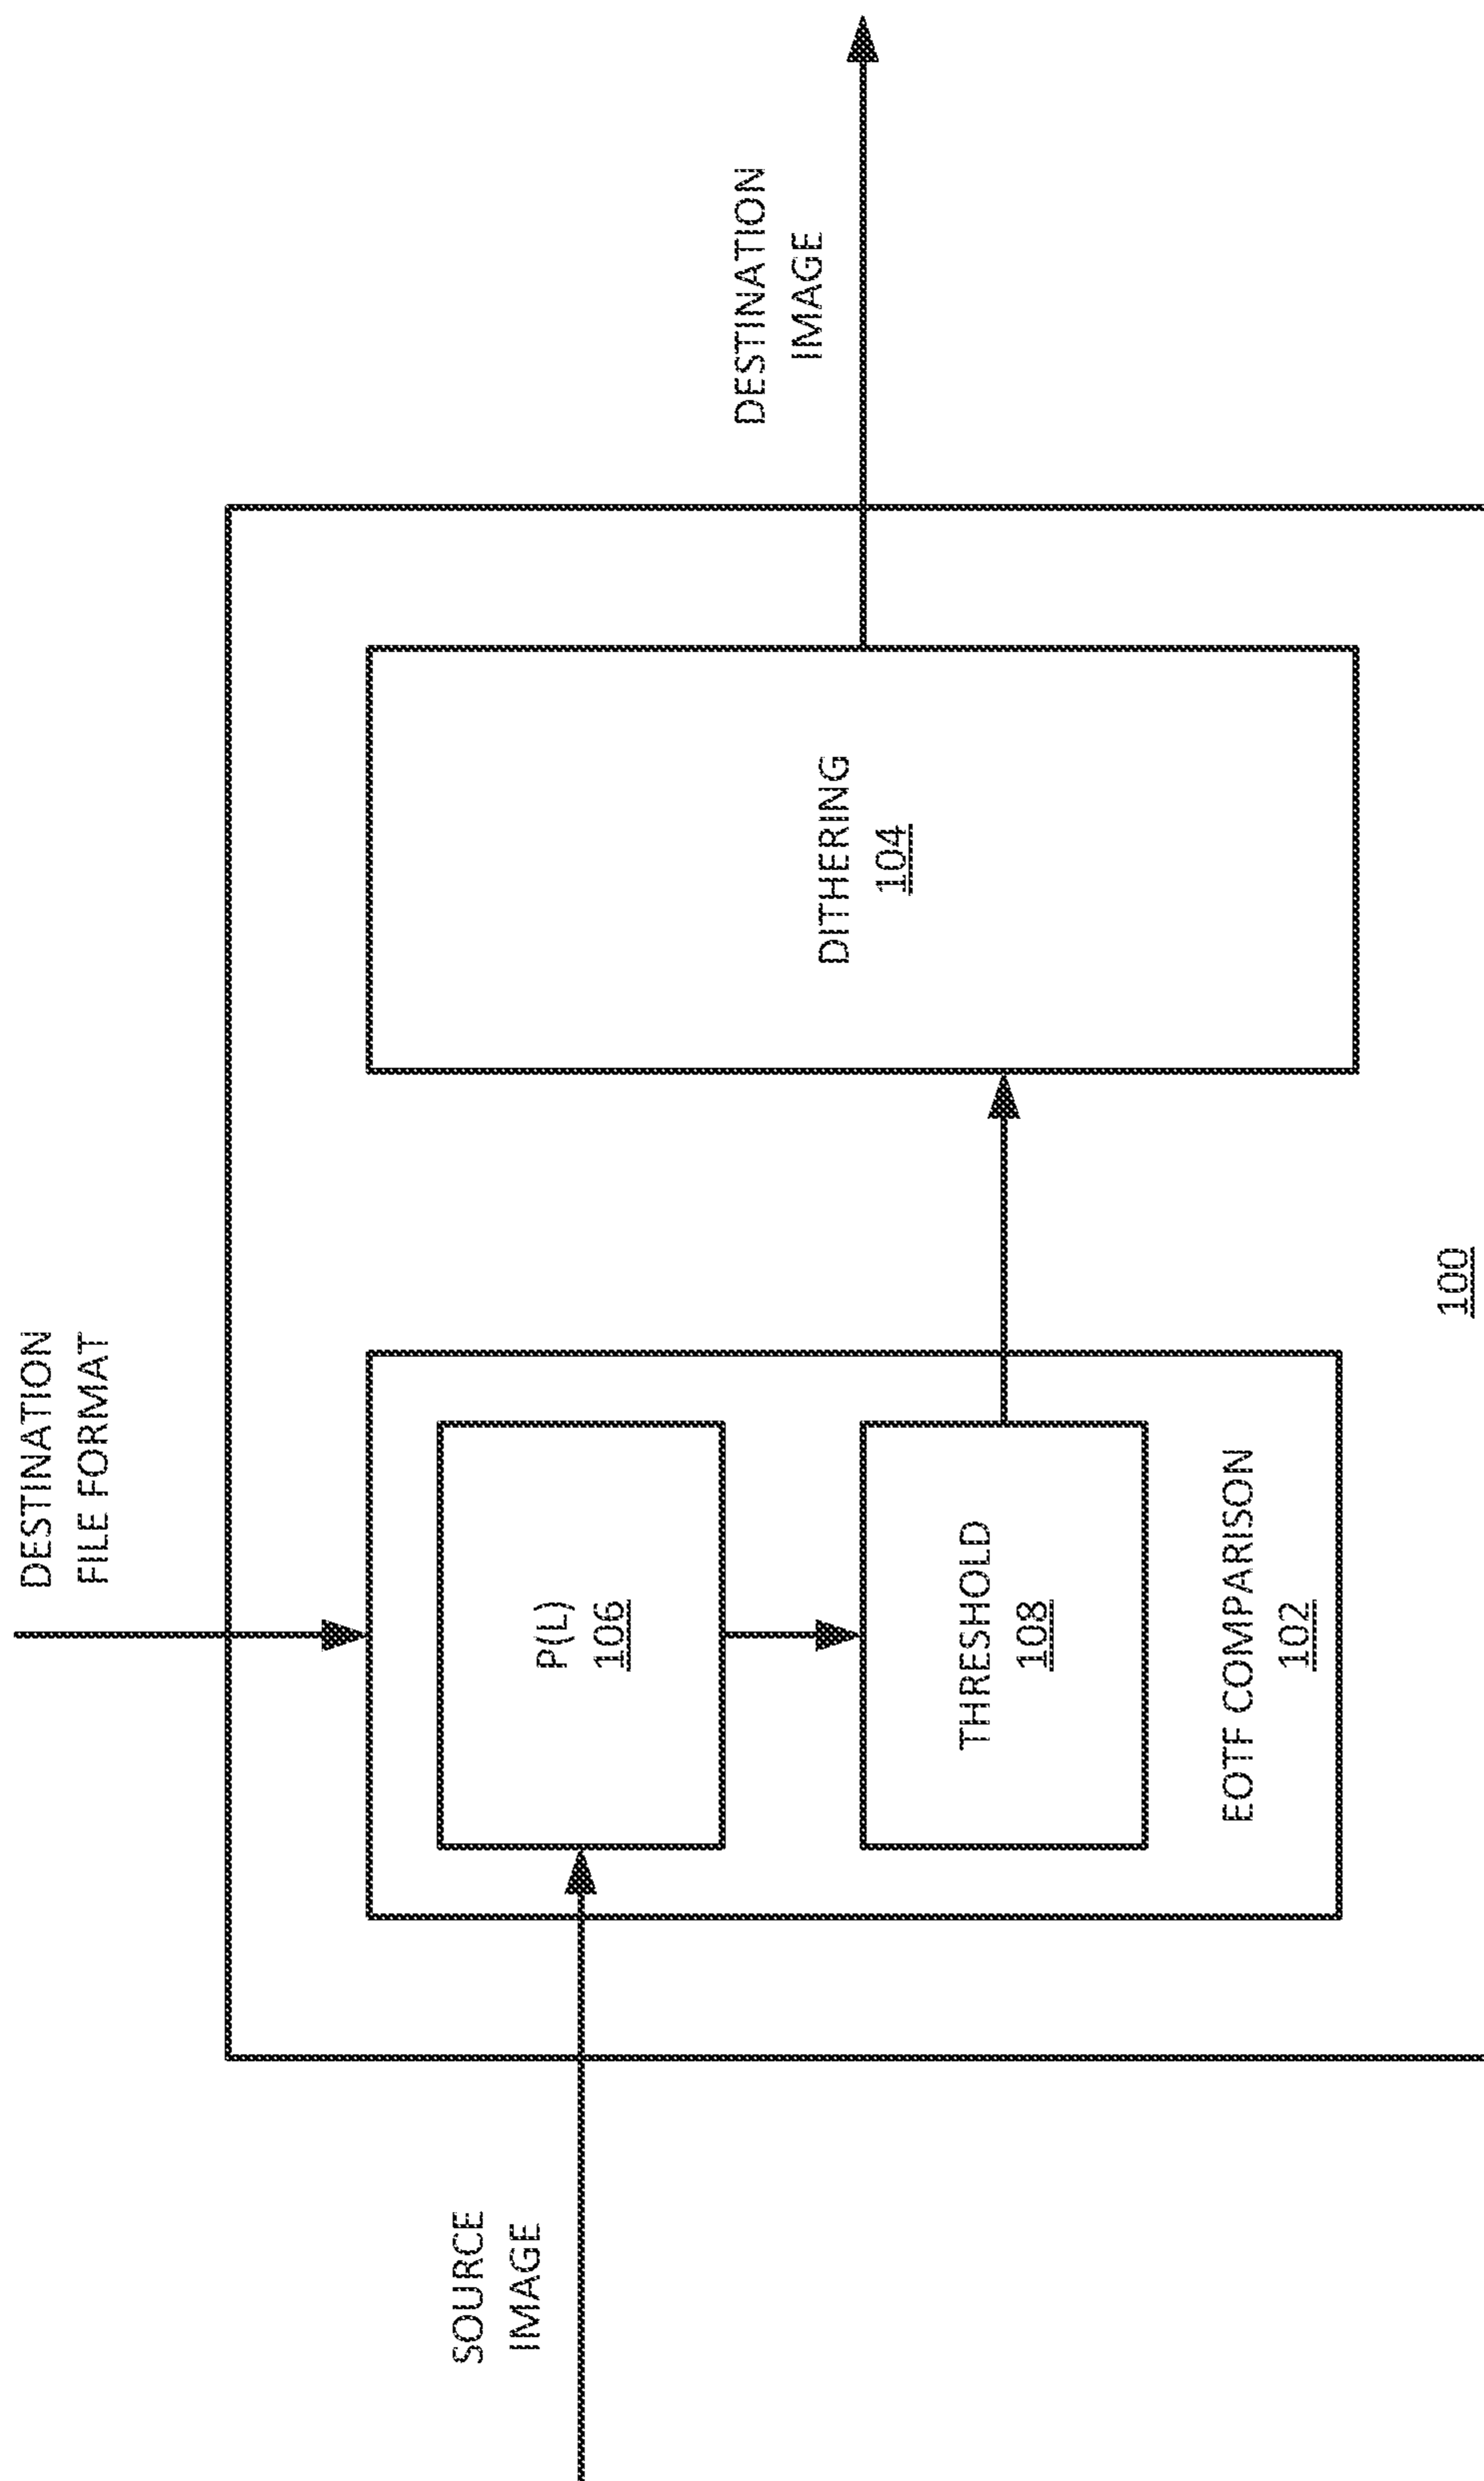 DESTINATION
FILE FORMAT
SOURCE
IMAGE
P(L)
106
THRESHOLD
108
EOTF COMPARISON
102
DITHERING
104
DESTINATION
IMAGE
100